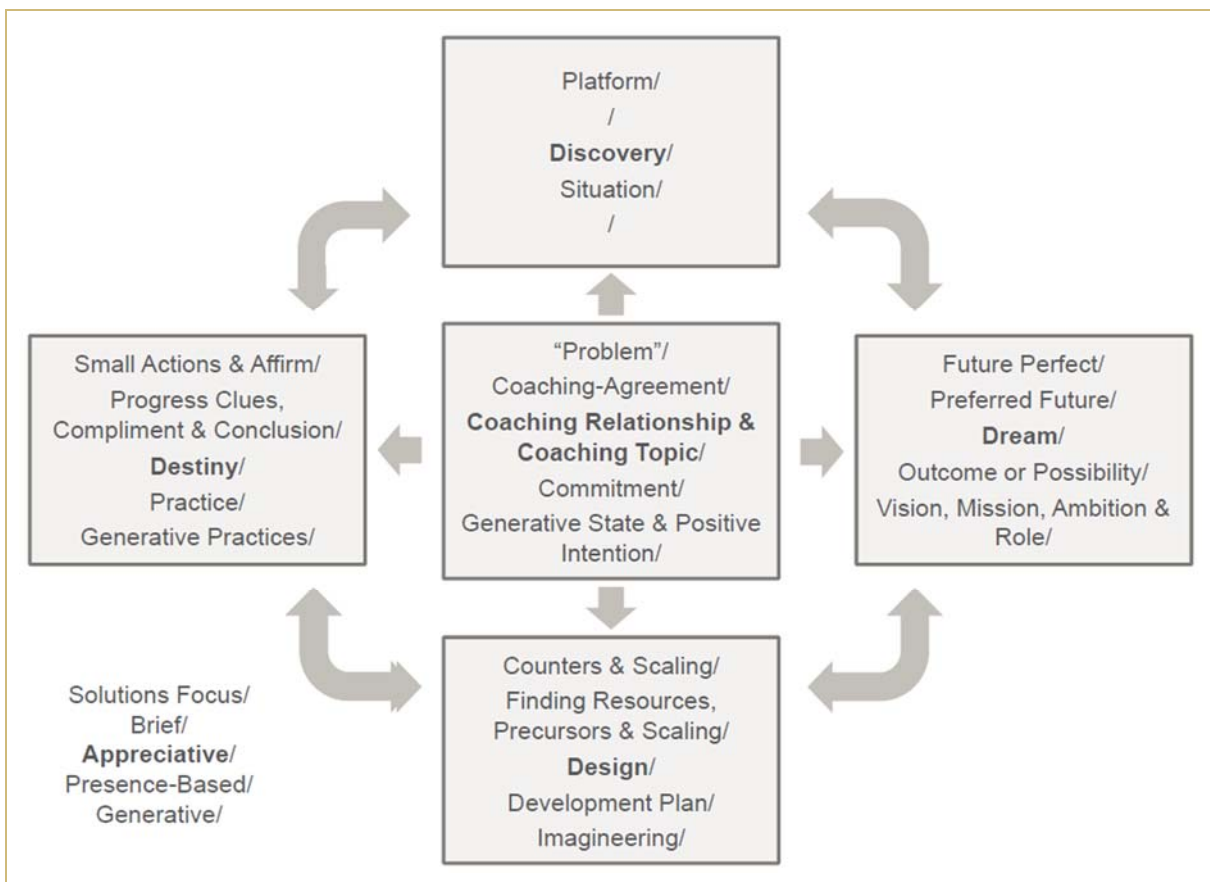 Platform/
/
Discovery/
Situation/
/
Small Actions & Affirm/
Progress Clues,
Compliment & Conclusion/
Destiny/
Practice/
Generative Practices/
“Problem”/
Coaching-Agreement/
Coaching Relationship &
Coaching Topic/
Commitment/
Generative State & Positive
Intention/
Future Perfect/
Preferred Future/
Dream/
Outcome or Possibility/
Vision, Mission, Ambition &
Role/
Counters & Scaling/
Finding Resources,
Precursors & Scaling/
Design/
Development Plan/
Imagineering/
Solutions Focus/
Brief/
Appreciative/
Presence-Based/
Generative/